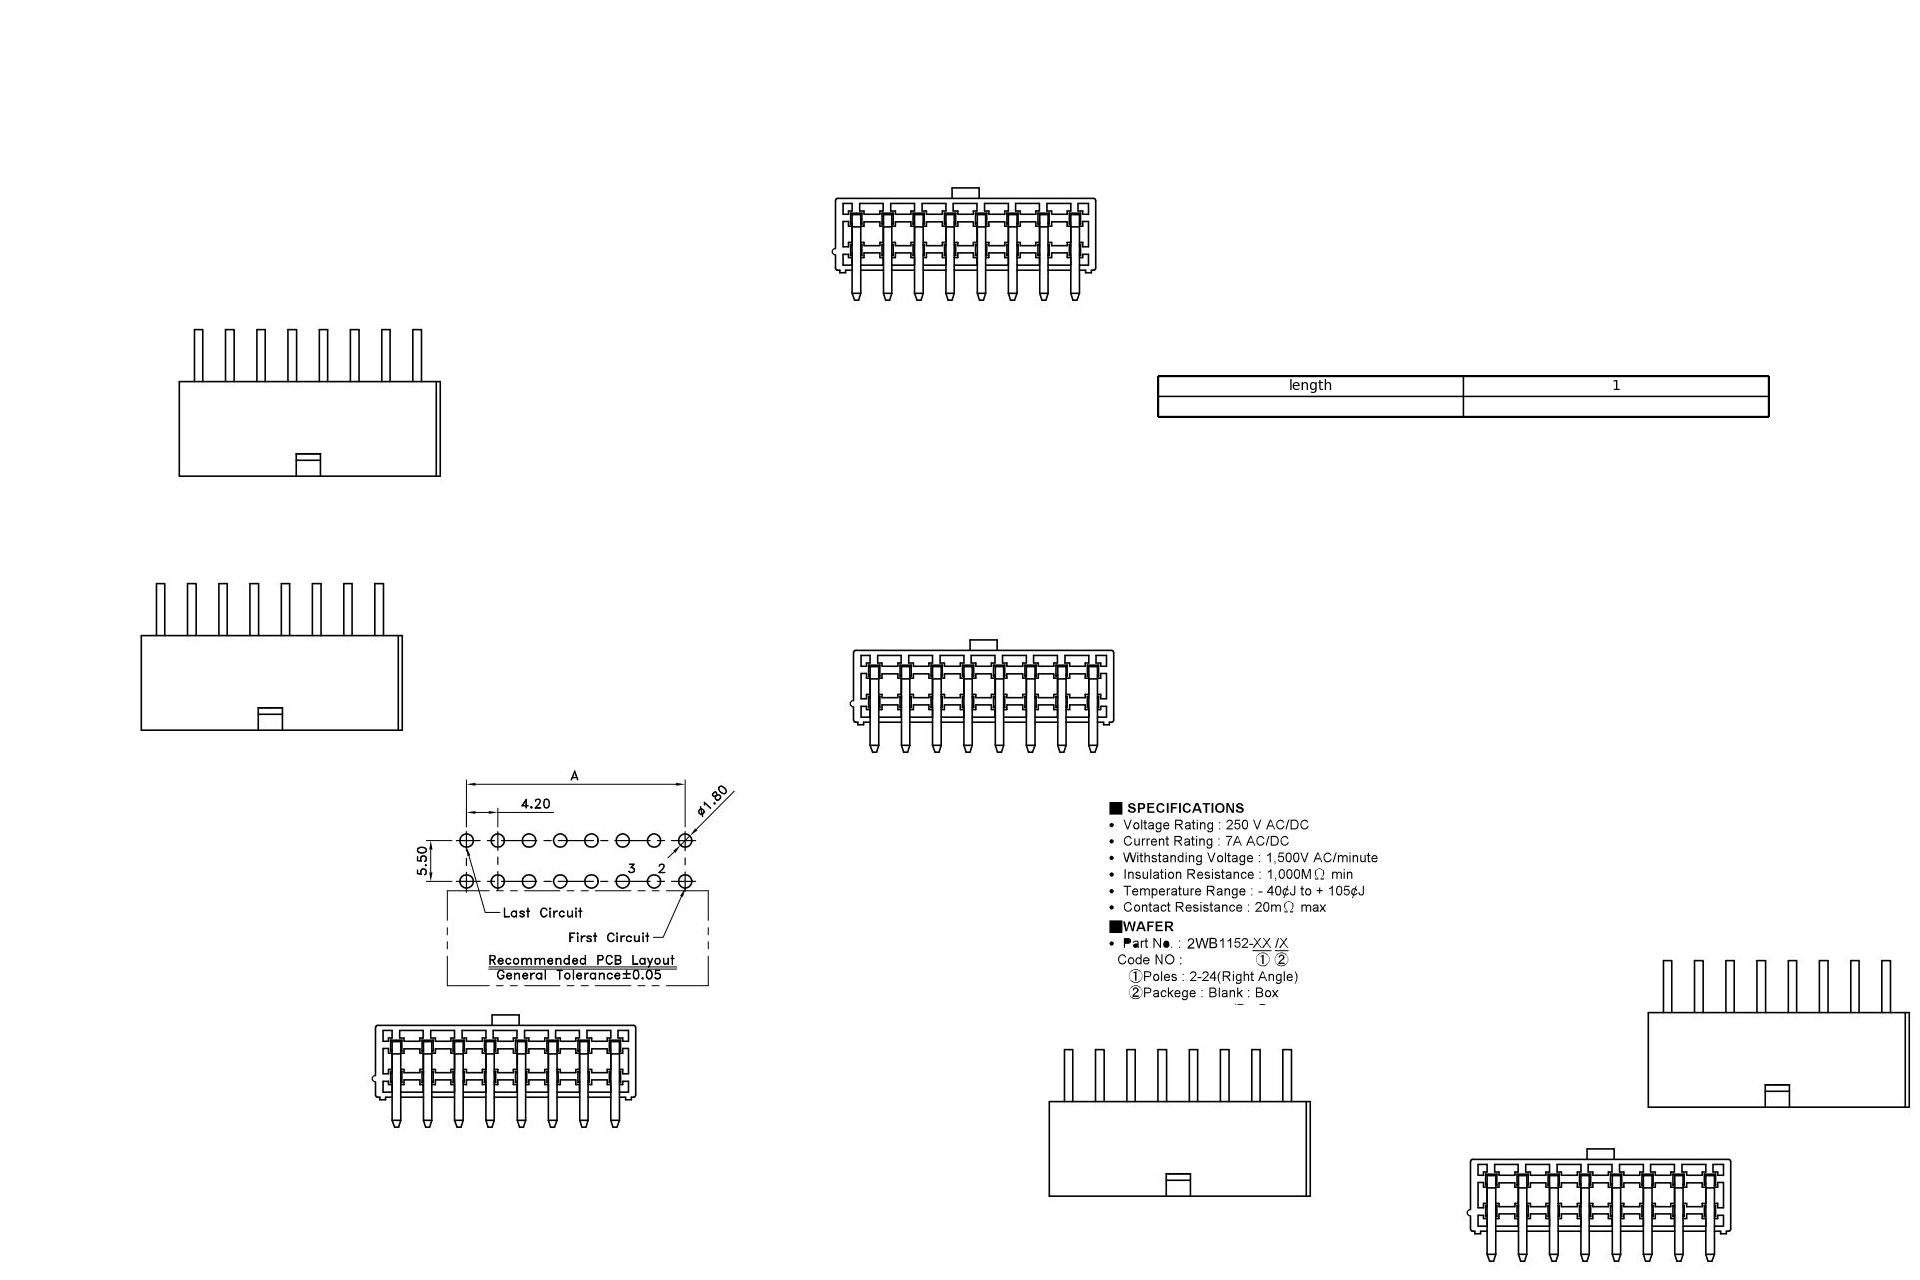 length 1
A
4.20
ø1.80
5.50
3 2
Last Circuit
First Circuit
Recommended PCB Layout
General Tolerance±0.05
■ SPECIFICATIONS
• Voltage Rating : 250 V AC/DC
• Current Rating : 7A AC/DC
• Withstanding Voltage : 1,500V AC/minute
• Insulation Resistance : 1,000MΩ min
• Temperature Range : - 40¢J to + 105¢J
• Contact Resistance : 20mΩ max
■WAFER
• Part No. : 2WB1152-XX /X
Code NO : ① ②
①Poles : 2-24(Right Angle)
②Packege : Blank : Box